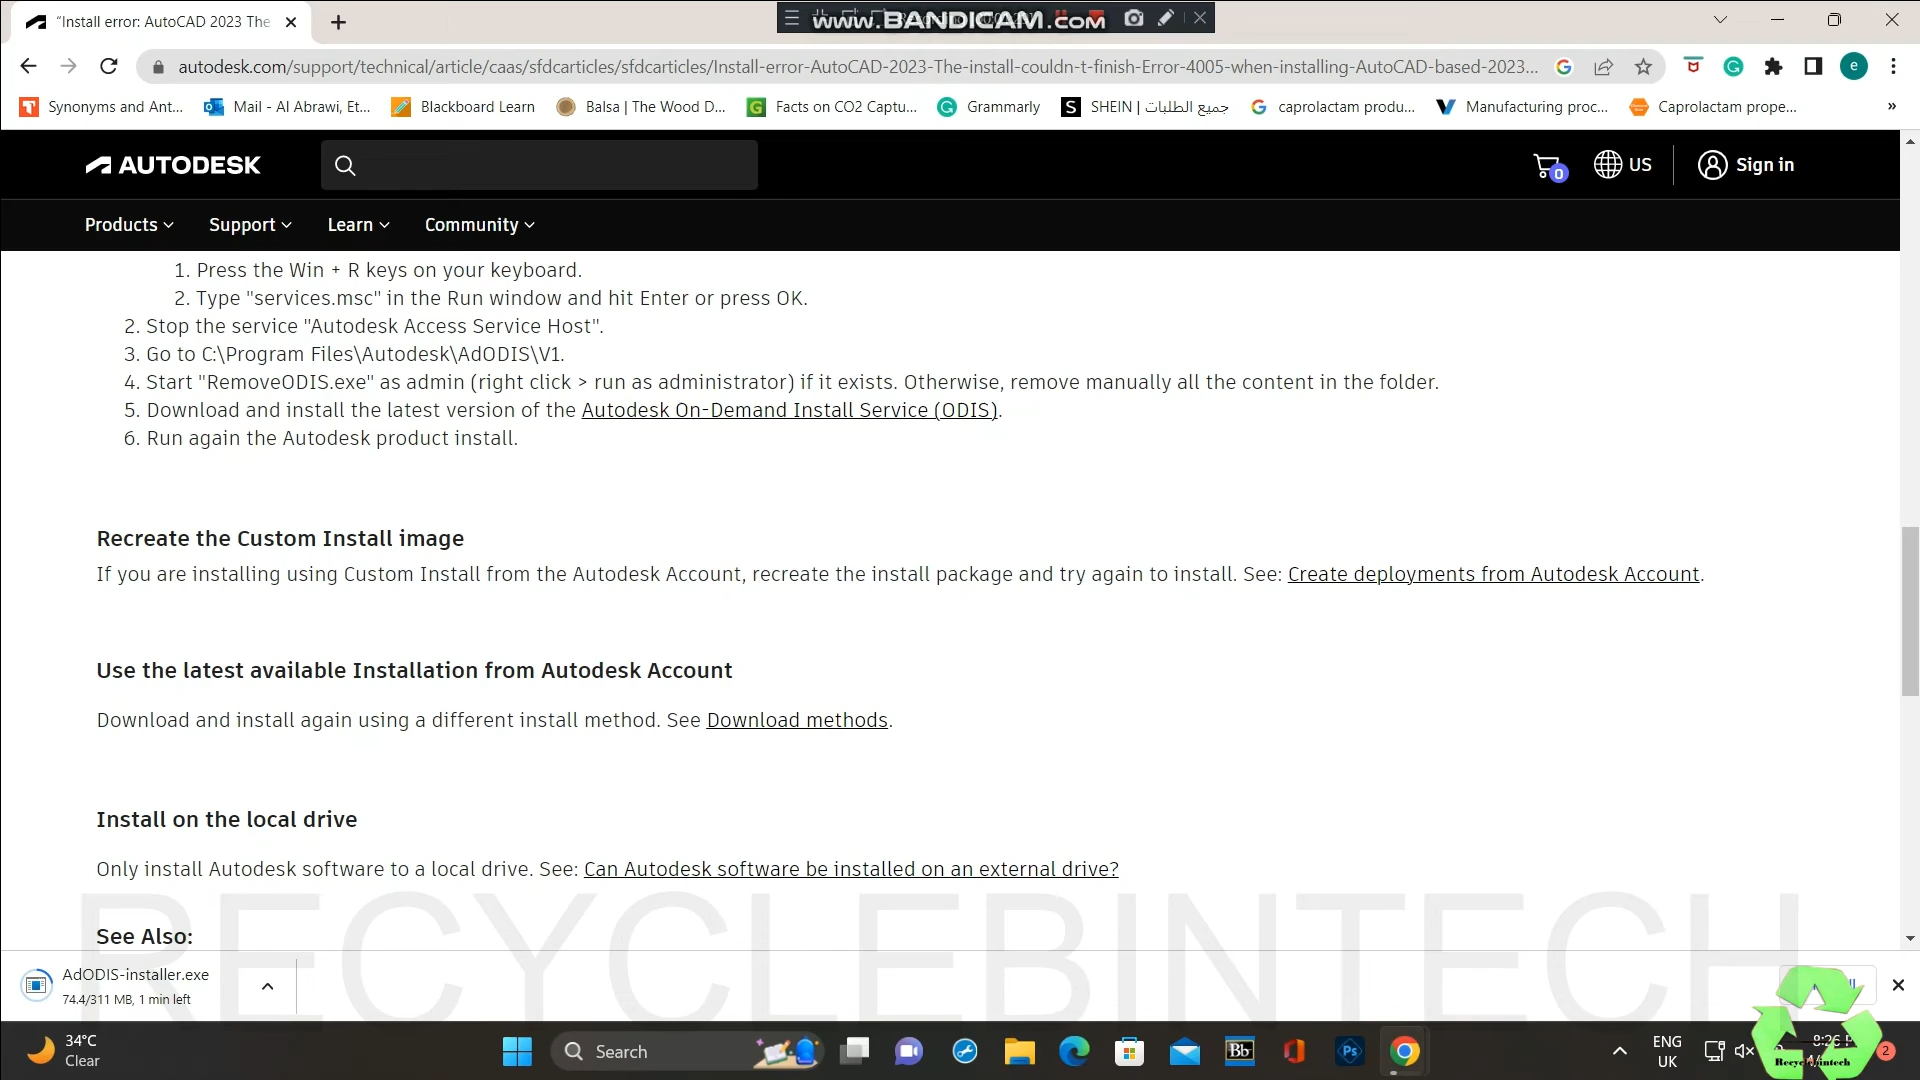 "Install error: AutoCAD 2023 The
www.BANDICAM.com
autodesk.com/support/technical/article/caas/sfdcarticles/sfdcarticles/Install-error-AutoCAD-2023-The-install-couldn-t-finish-Error-4005-when-installing-AutoCAD-based-2023...
Synonyms and Ant...
Mail - Al Abrawi, Et...
Blackboard Learn
Balsa | The Wood D...
Facts on CO2 Captu...
Grammarly
SHEIN | جميع الطلبات
caprolactam produ...
Manufacturing proc...
Caprolactam prope...
AUTODESK
0
US
Sign in
Products
Support
Learn
Community
1. Press the Win + R keys on your keyboard.
2. Type "services.msc" in the Run window and hit Enter or press OK.
2. Stop the service "Autodesk Access Service Host".
3. Go to C:\Program Files\Autodesk\AdODIS\V1.
4. Start "RemoveODIS.exe" as admin (right click > run as administrator) if it exists. Otherwise, remove manually all the content in the folder.
5. Download and install the latest version of the Autodesk On-Demand Install Service (ODIS).
6. Run again the Autodesk product install.
Recreate the Custom Install image
If you are installing using Custom Install from the Autodesk Account, recreate the install package and try again to install. See: Create deployments from Autodesk Account.
Use the latest available Installation from Autodesk Account
Download and install again using a different install method. See Download methods.
Install on the local drive
Only install Autodesk software to a local drive. See: Can Autodesk software be installed on an external drive?
RECYCLEBINTECH
See Also:
AdODIS-installer.exe
74.4/311 MB, 1 min left
34°C
Clear
Search
Bb
Ps
ENG
UK
8:26
2
Recyclebintech